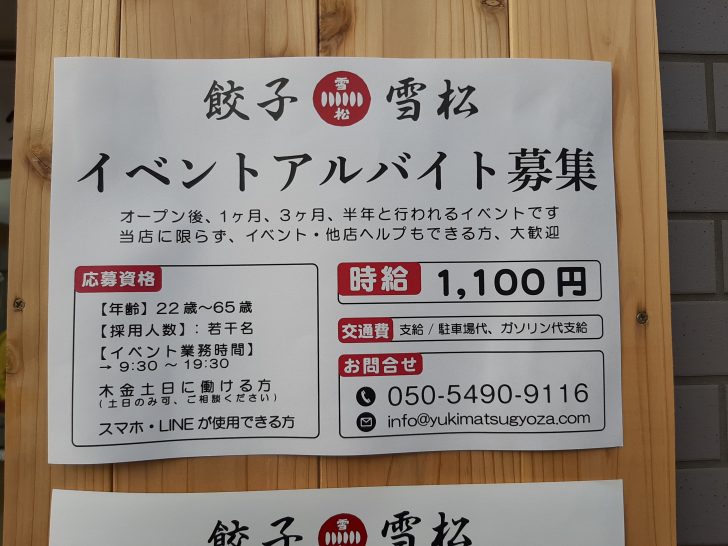 餃子 雪松 雪松
イベントアルバイト募集
オープン後、1ヶ月、3ヶ月、半年と行われるイベントです
当店に限らず、イベント・他店ヘルプもできる方、大歓迎
応募資格
【年齢】22歳〜65歳
【採用人数】：若干名
【イベント業務時間】
→ 9:30 〜 19:30
木金土日に働ける方
(土日のみ可、ご相談ください)
スマホ・LINEが使用できる方
時給 1,100円
交通費 支給 / 駐車場代、ガソリン代支給
お問合せ
050-5490-9116
info@yukimatsugyoza.com
餃子 雪松 雪松